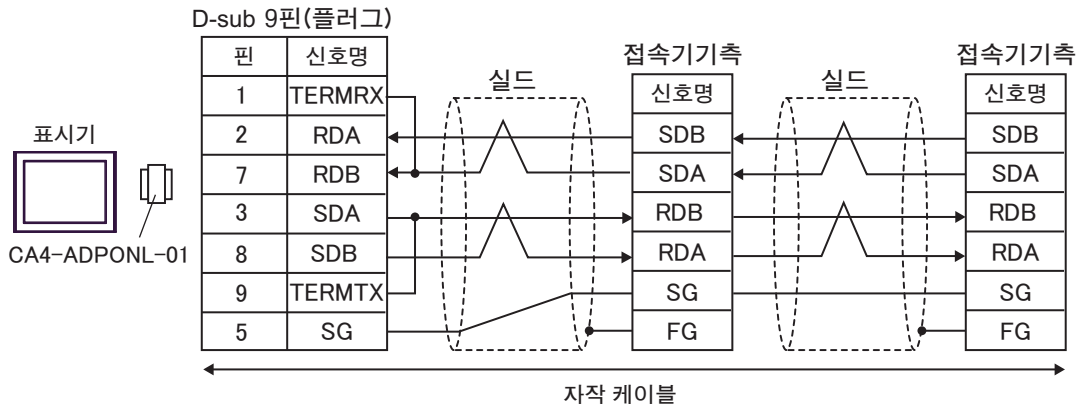 D-sub 9핀(플러그)
핀 신호명
1 TERMRX
2 RDA
7 RDB
3 SDA
8 SDB
9 TERMTX
5 SG
표시기
CA4-ADPONL-01
실드
접속기기측
신호명
SDB
SDA
RDB
RDA
SG
FG
실드
접속기기측
신호명
SDB
SDA
RDB
RDA
SG
FG
자작 케이블